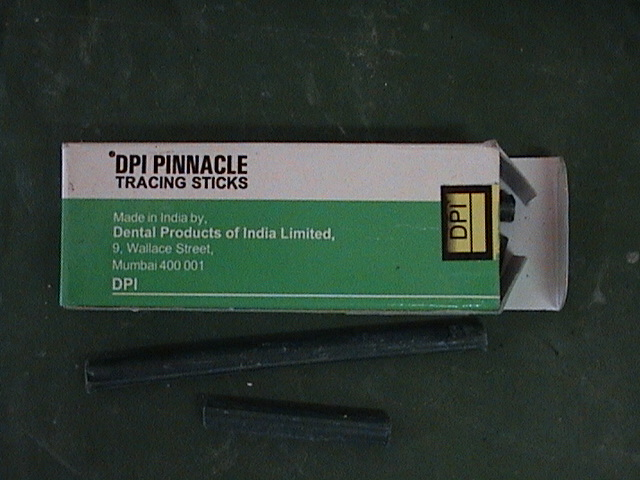 DPI PINNACLE
TRACING STICKS
Made in India by,
Dental Products of India Limited,
9, Wallace Street,
Mumbai 400 001
DPI
DPI